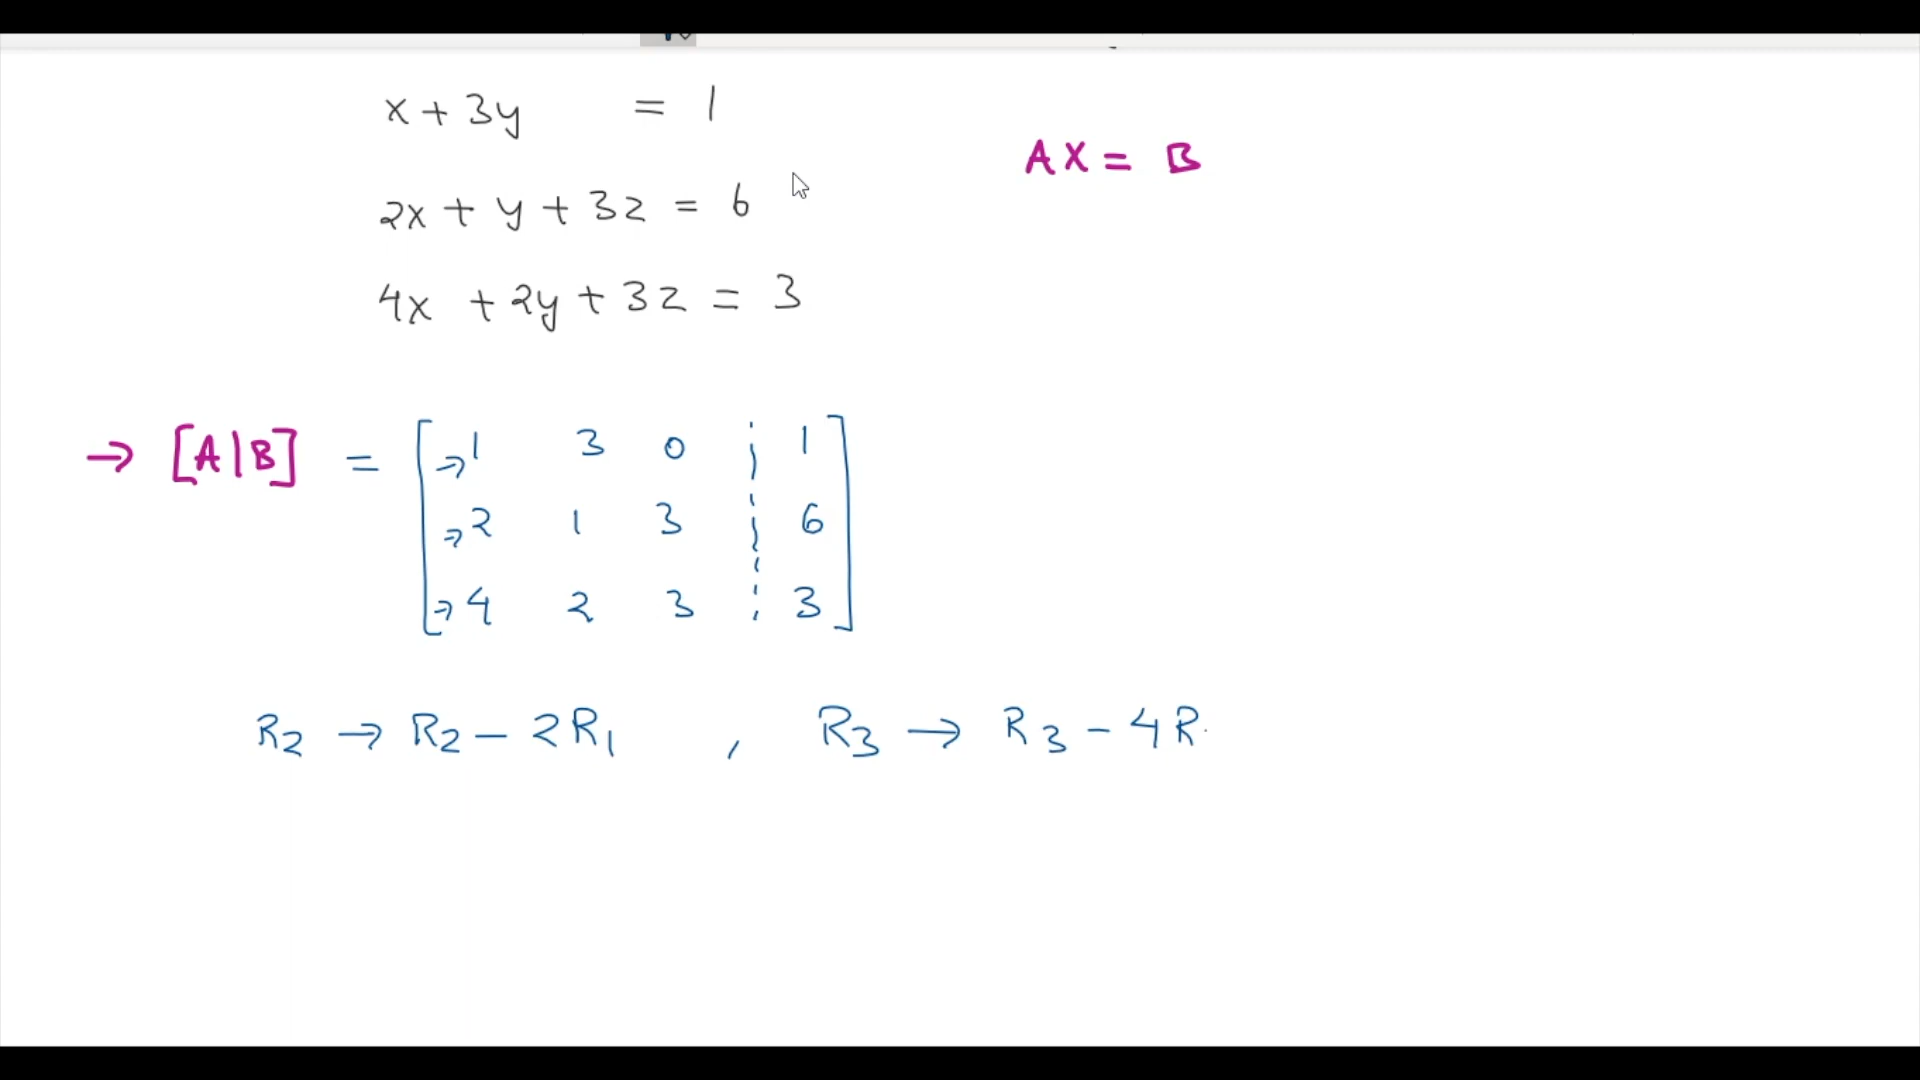 x + 3y = 1
AX = B
2x + y + 3z = 6
4x + 2y + 3z = 3
→ [A|B] = [ →1 3 0 ¦ 1
→2 1 3 ¦ 6
→4 2 3 ¦ 3 ]
R2 → R2 - 2R1 , R3 → R3 - 4R